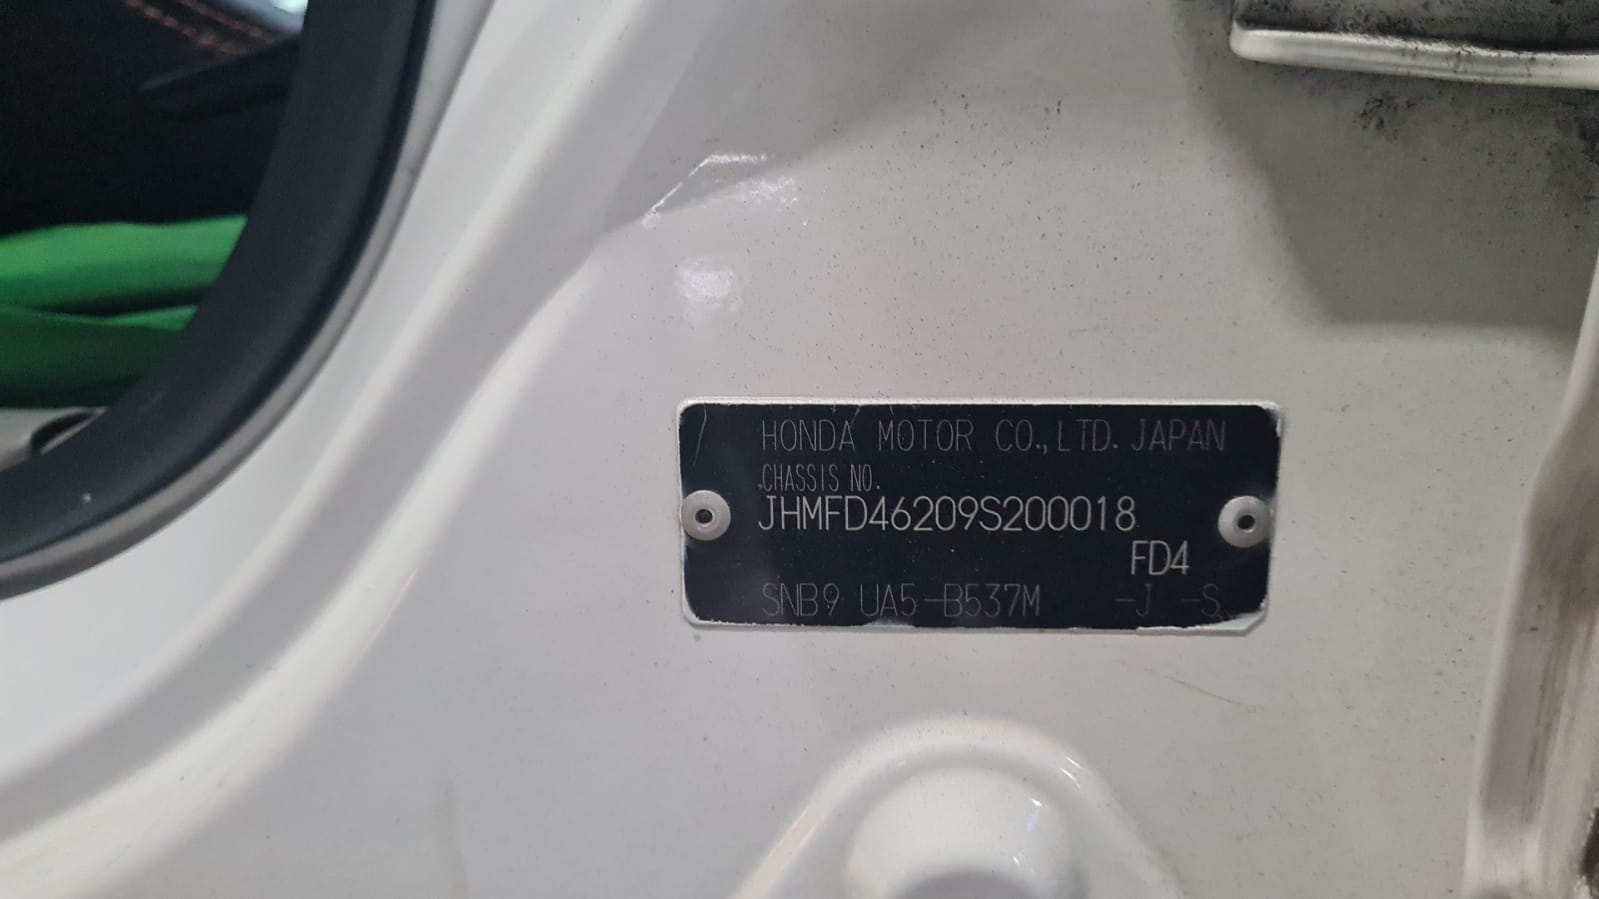 HONDA MOTOR CO.,LTD. JAPAN
CHASSIS NO.
JHMFD46209S200018
FD4
SNB9 UA5-B537M -J -S